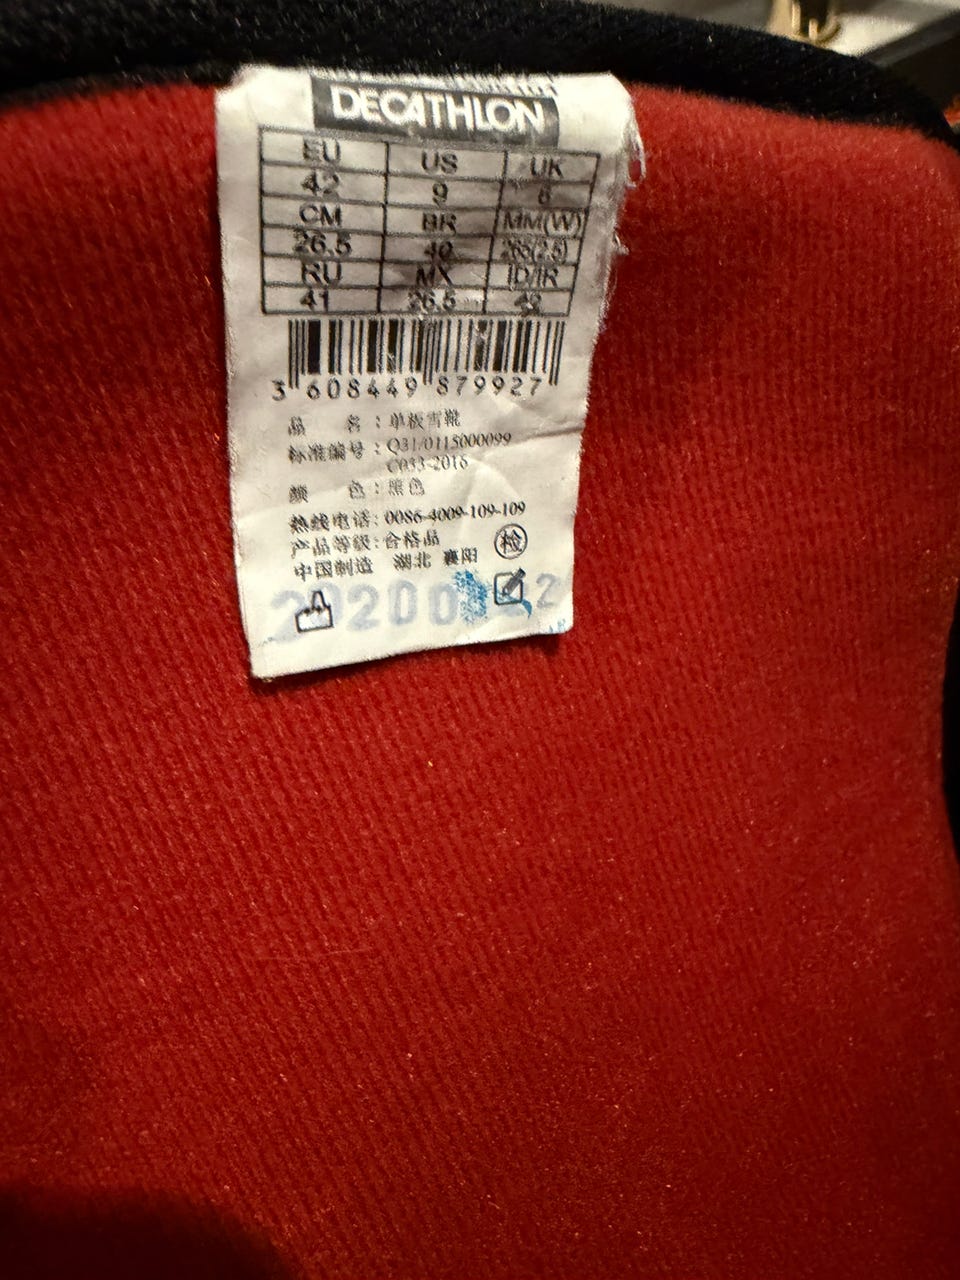 DECATHLON
EU US UK
42 9 8
CM BR MM(W)
26.5 40 265(2.5)
RU MX ID/IR
41 26.5 42
3 608449 879927
品 名：单板雪靴
标准编号：Q31/0115000099
C033-2016
颜 色：黑色
热线电话：0086-4009-109-109
产品等级：合格品 检
中国制造 湖北 襄阳